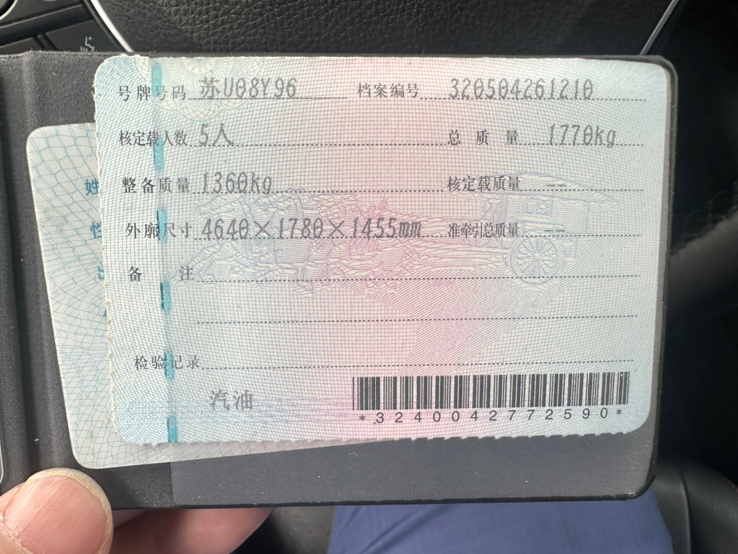 号牌号码 苏U08Y96 档案编号 320504261210
核定载人数 5人 总质量 1770kg
整备质量 1360kg 核定载质量 --
外廓尺寸 4640×1780×1455mm 准牵引总质量 --
备注
检验记录
汽油
*3240042772590*
姓
性